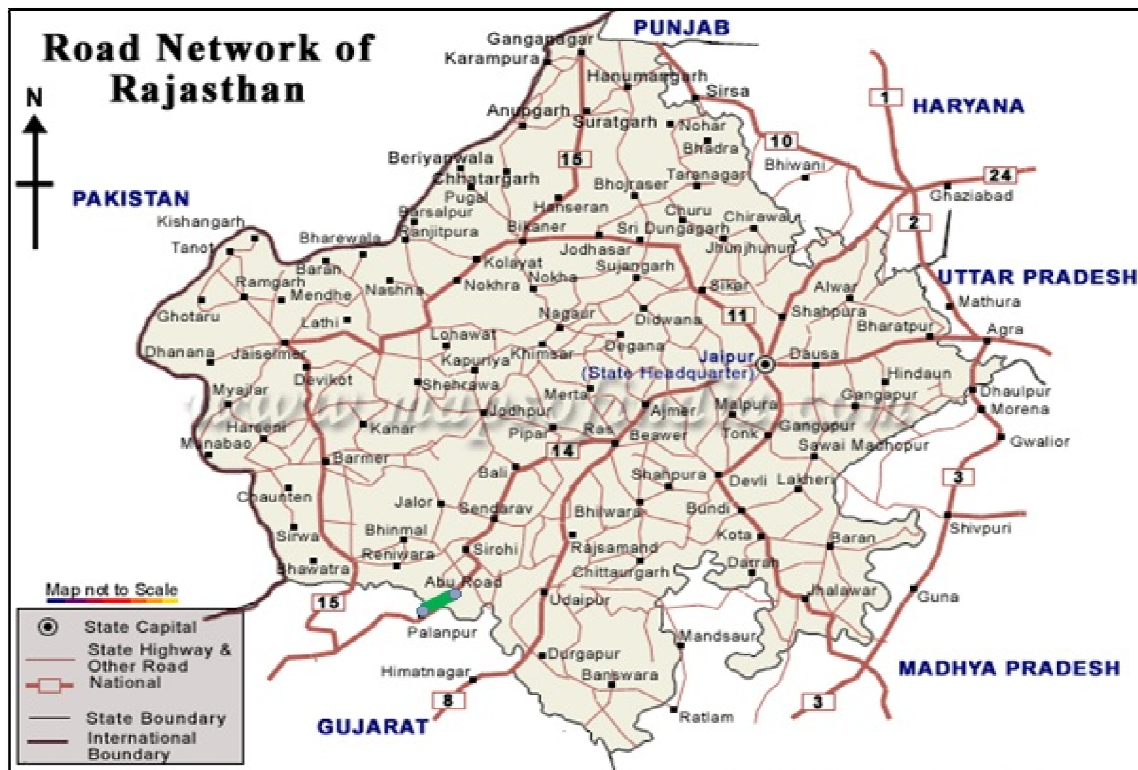 Road Network of
Rajasthan
PUNJAB
Ganganagar
Karampura
Hanumangarh
Sirsa
1
HARYANA
N
Anupgarh
Suratgarh
Nohar
Bhadra
10
Bhiwani
Beriyanwala
15
24
Chhatargarh
Bhojraser
Taranagar
Ghaziabad
PAKISTAN
Pugal
Hanseran
2
Kishangarh
Barsalpur
Churu
Chirawa
Tanot
Bharewala
Ranjitpura
Bikaner
Sri Dungagarh
Jodhasar
Jhunjhunun
Baran
Kolayat
Sujangarh
UTTAR PRADESH
Ramgarh
Nashna
Nokhra
Nokha
Sikar
Alwar
Mendhe
Mathura
Ghotaru
Lathi
Nagaur
Didwana
11
Shahpura
Bharatpur
Agra
Lohawat
Degana
Dhanana
Jaiselmer
Khimsar
Jaipur
(State Headquarter)
Dausa
Kapuriya
Devikot
Shehrawa
Hindaun
Myajlar
Merta
Malpura
Gangapur
Dhaulpur
Morena
www.mapsofindia.com
Harseni
Kanar
Jodhpur
Ajmer
Gangapur
Munabao
Pipar
Ras
Beawer
Tonk
Sawai Madhopur
Gwalior
Barmer
14
Bali
Shahpura
Devli
Lakheri
3
Chaunten
Jalor
Sendarav
Bhilwara
Bundi
Shivpuri
Sirwa
Bhinmal
Kota
Baran
Reniwara
Sirohi
Rajsamand
Bhawatra
Chittaurgarh
Darrah
Abu Road
Map not to Scale
15
Udaipur
Jhalawar
Guna
State Capital
Palanpur
Mandsaur
State Highway &
Other Road
Durgapur
Himatnagar
Banswara
MADHYA PRADESH
National
8
3
State Boundary
GUJARAT
Ratlam
International
Boundary